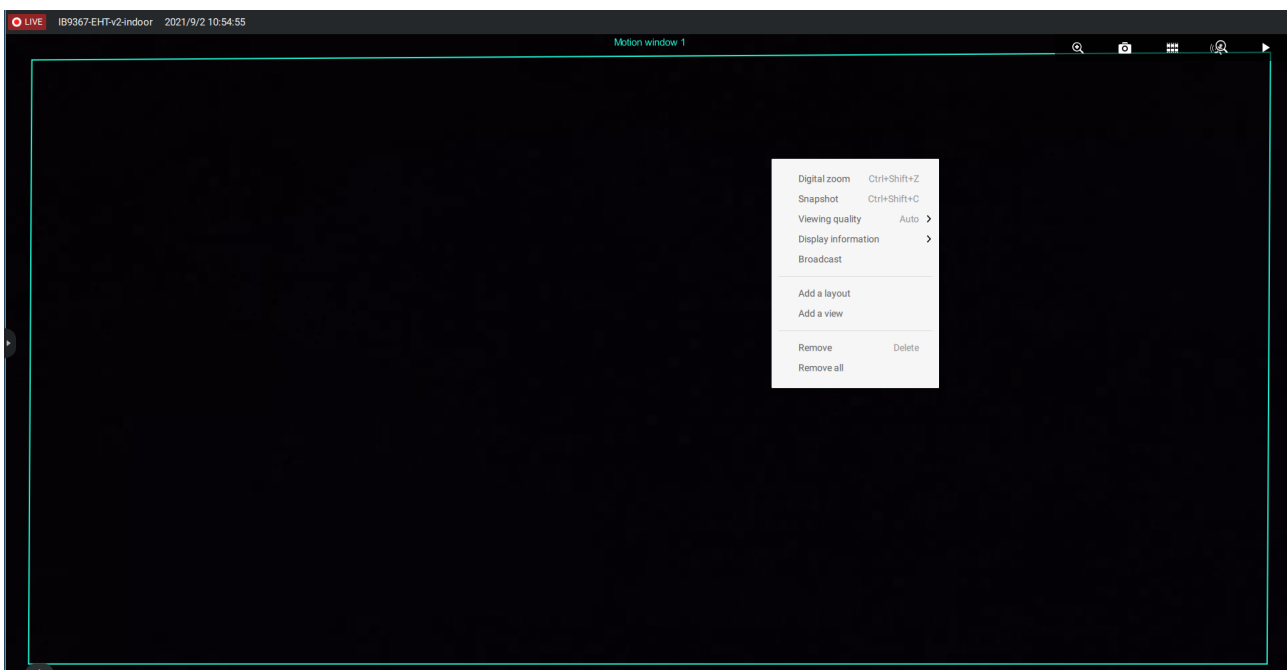 LIVE IB9367-EHT-v2-indoor 2021/9/2 10:54:55
Motion window 1
Digital zoom Ctrl+Shift+Z
Snapshot Ctrl+Shift+C
Viewing quality Auto
Display information
Broadcast
Add a layout
Add a view
Remove Delete
Remove all